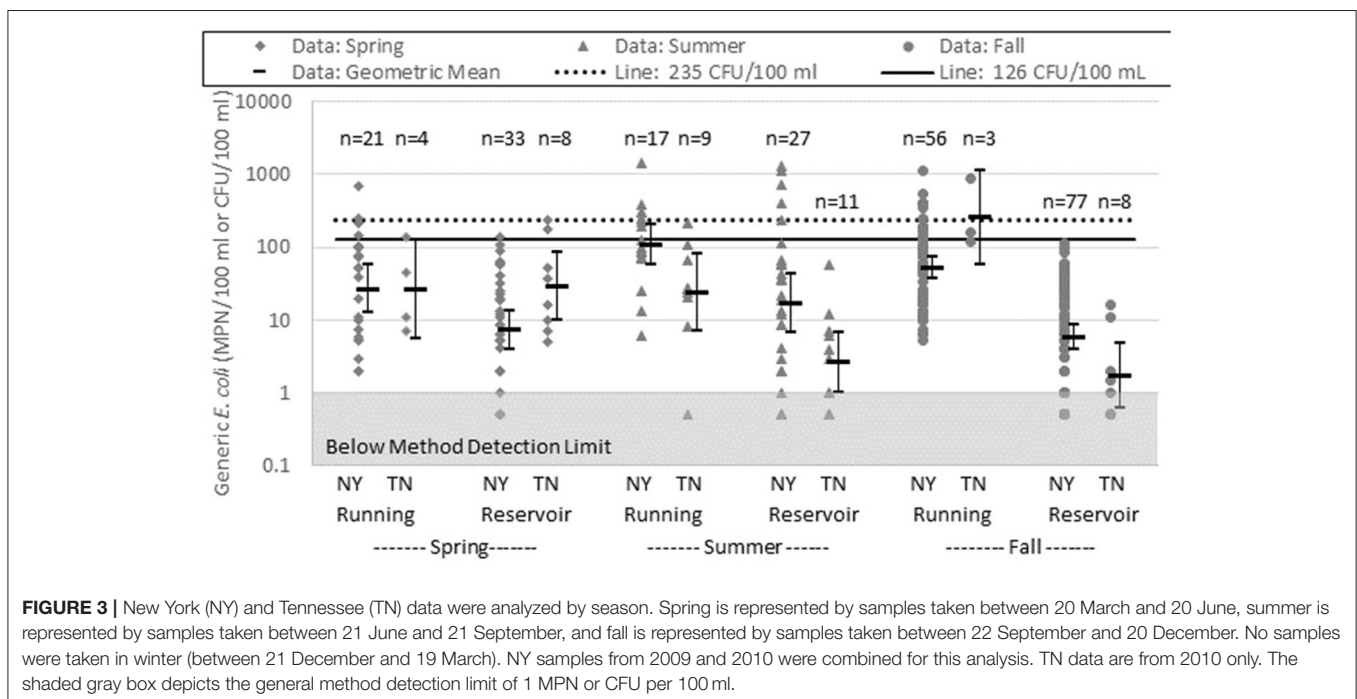 Data: Spring Data: Summer Data: Fall
Data: Geometric Mean Line: 235 CFU/100 ml Line: 126 CFU/100 mL
Generic E. coli (MPN/100 ml or CFU/100 ml)
10000
1000
100
10
1
0.1
n=21 n=4 n=33 n=8 n=17 n=9 n=27 n=11 n=56 n=3 n=77 n=8
Below Method Detection Limit
NY TN NY TN NY TN NY TN NY TN NY TN
Running Reservoir Running Reservoir Running Reservoir
------- Spring------- ------- Summer ------ -------- Fall -------
FIGURE 3 | New York (NY) and Tennessee (TN) data were analyzed by season. Spring is represented by samples taken between 20 March and 20 June, summer is
represented by samples taken between 21 June and 21 September, and fall is represented by samples taken between 22 September and 20 December. No samples
were taken in winter (between 21 December and 19 March). NY samples from 2009 and 2010 were combined for this analysis. TN data are from 2010 only. The
shaded gray box depicts the general method detection limit of 1 MPN or CFU per 100 ml.